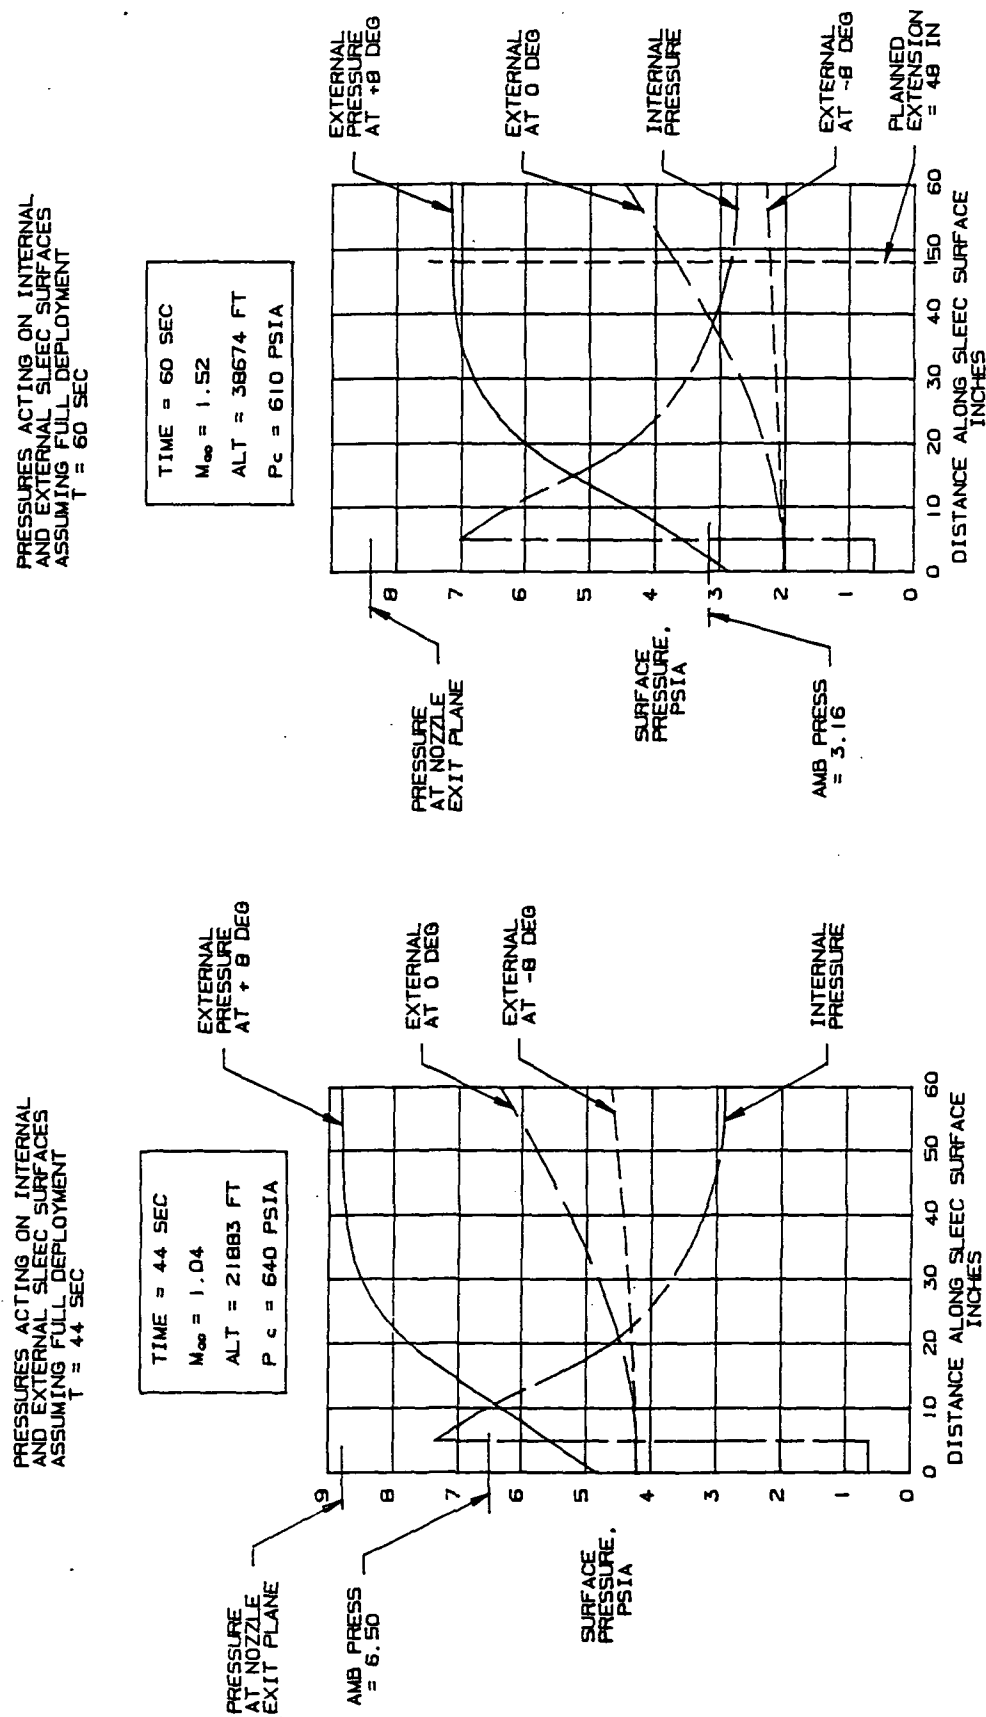 PRESSURES ACTING ON INTERNAL
AND EXTERNAL SLEEC SURFACES
ASSUMING FULL DEPLOYMENT
T = 44 SEC
TIME = 44 SEC
M∞ = 1.04
ALT = 21883 FT
Pc = 640 PSIA
PRESSURE
AT NOZZLE
EXIT PLANE
AMB PRESS
= 6.50
SURFACE
PRESSURE,
PSIA
9
8
7
6
5
4
3
2
1
0
0 10 20 30 40 50 60
DISTANCE ALONG SLEEC SURFACE
INCHES
EXTERNAL
PRESSURE
AT + 8 DEG
EXTERNAL
AT 0 DEG
EXTERNAL
AT -8 DEG
INTERNAL
PRESSURE
PRESSURES ACTING ON INTERNAL
AND EXTERNAL SLEEC SURFACES
ASSUMING FULL DEPLOYMENT
T = 60 SEC
TIME = 60 SEC
M∞ = 1.52
ALT = 38674 FT
Pc = 610 PSIA
PRESSURE
AT NOZZLE
EXIT PLANE
SURFACE
PRESSURE,
PSIA
AMB PRESS
= 3.16
8
7
6
5
4
3
2
1
0
0 10 20 30 40 50 60
DISTANCE ALONG SLEEC SURFACE
INCHES
EXTERNAL
PRESSURE
AT +8 DEG
EXTERNAL
AT 0 DEG
INTERNAL
PRESSURE
EXTERNAL
AT -8 DEG
PLANNED
EXTENSION
= 48 IN